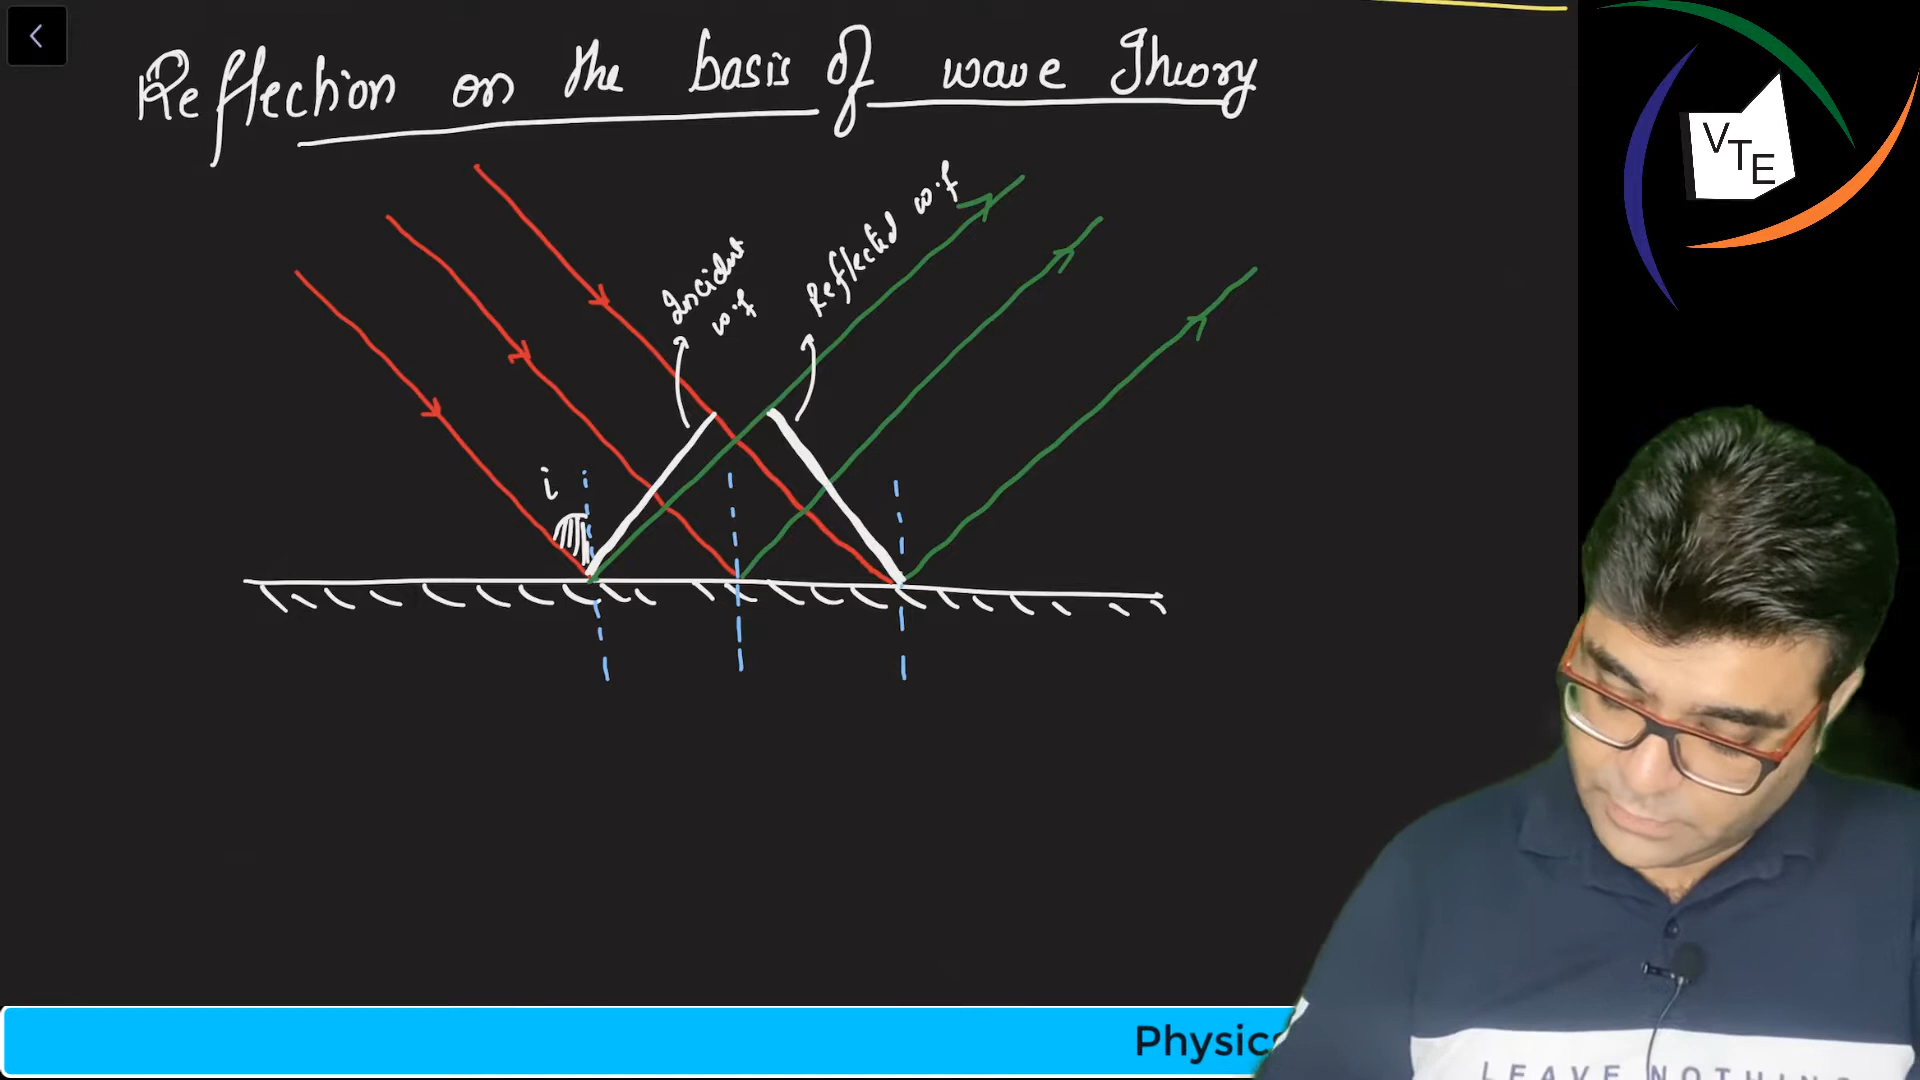 Reflection on the basis of wave Theory
VTE
Incident
w.f
Reflected w.f
i
Physic
LEAVE NOTHING